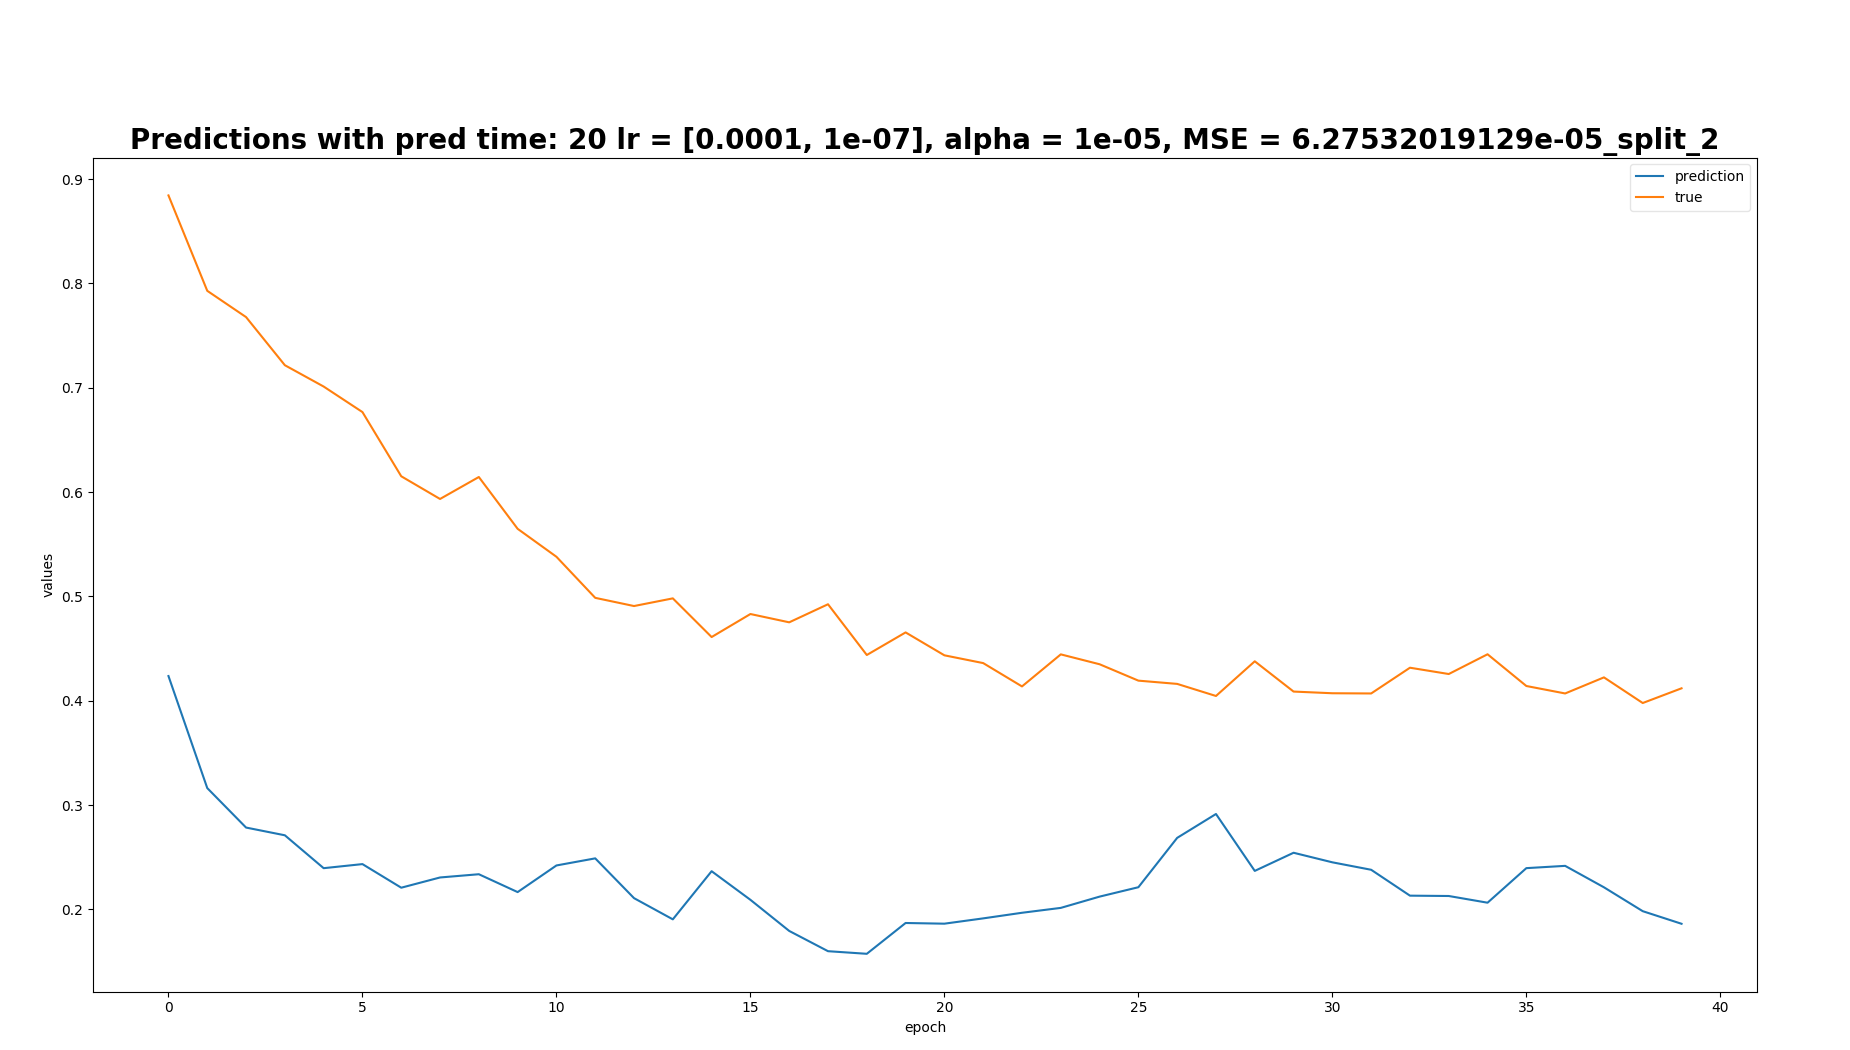 Predictions with pred time: 20 lr = [0.0001, 1e-07], alpha = 1e-05, MSE = 6.27532019129e-05_split_2
prediction
true
0.9
0.8
0.7
0.6
0.5
0.4
0.3
0.2
values
0 5 10 15 20 25 30 35 40
epoch